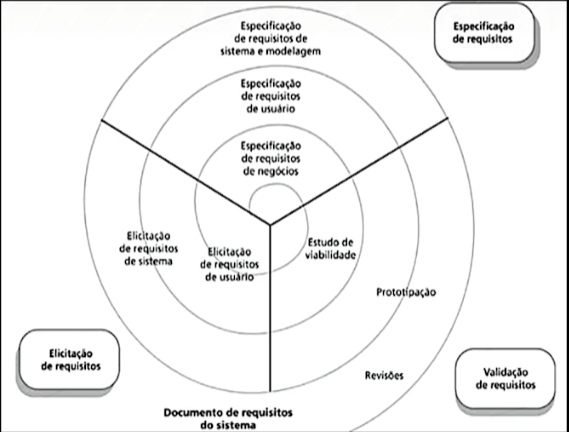 Especificação
de requisitos de
sistema e modelagem
Especificação
de requisitos
Especificação
de requisitos
de usuário
Especificação
de requisitos
de negócios
Elicitação
de requisitos
de sistema
Elicitação
de requisitos
de usuário
Estudo de
viabilidade
Prototipação
Elicitação
de requisitos
Revisões
Validação
de requisitos
Documento de requisitos
do sistema